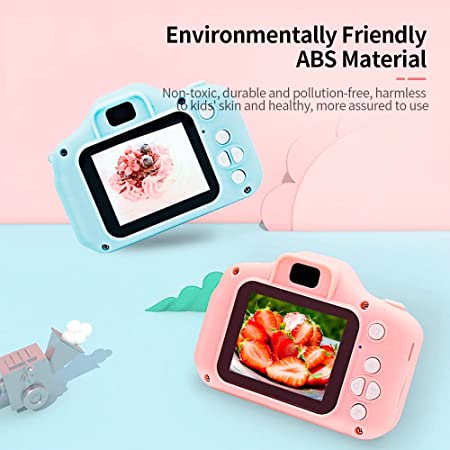 Environmentally Friendly
ABS Material
Non-toxic, durable and pollution-free, harmless
to kids' skin and healthy, more assured to use